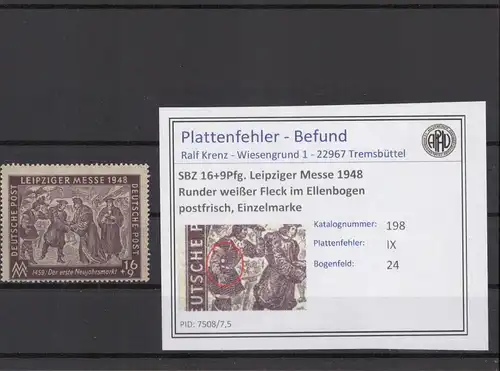 LEIPZIGER MESSE 1948
DEUTSCHE POST
DEUTSCHE POST
1459: Der erste Neujahrsmarkt
16
+9
Plattenfehler - Befund
Ralf Krenz - Wiesengrund 1 - 22967 Tremsbüttel
SBZ 16+9Pfg. Leipziger Messe 1948
Runder weißer Fleck im Ellenbogen
postfrisch, Einzelmarke
Katalognummer: 198
Plattenfehler: IX
Bogenfeld: 24
EUTSCHE P
PID: 7508/7,5